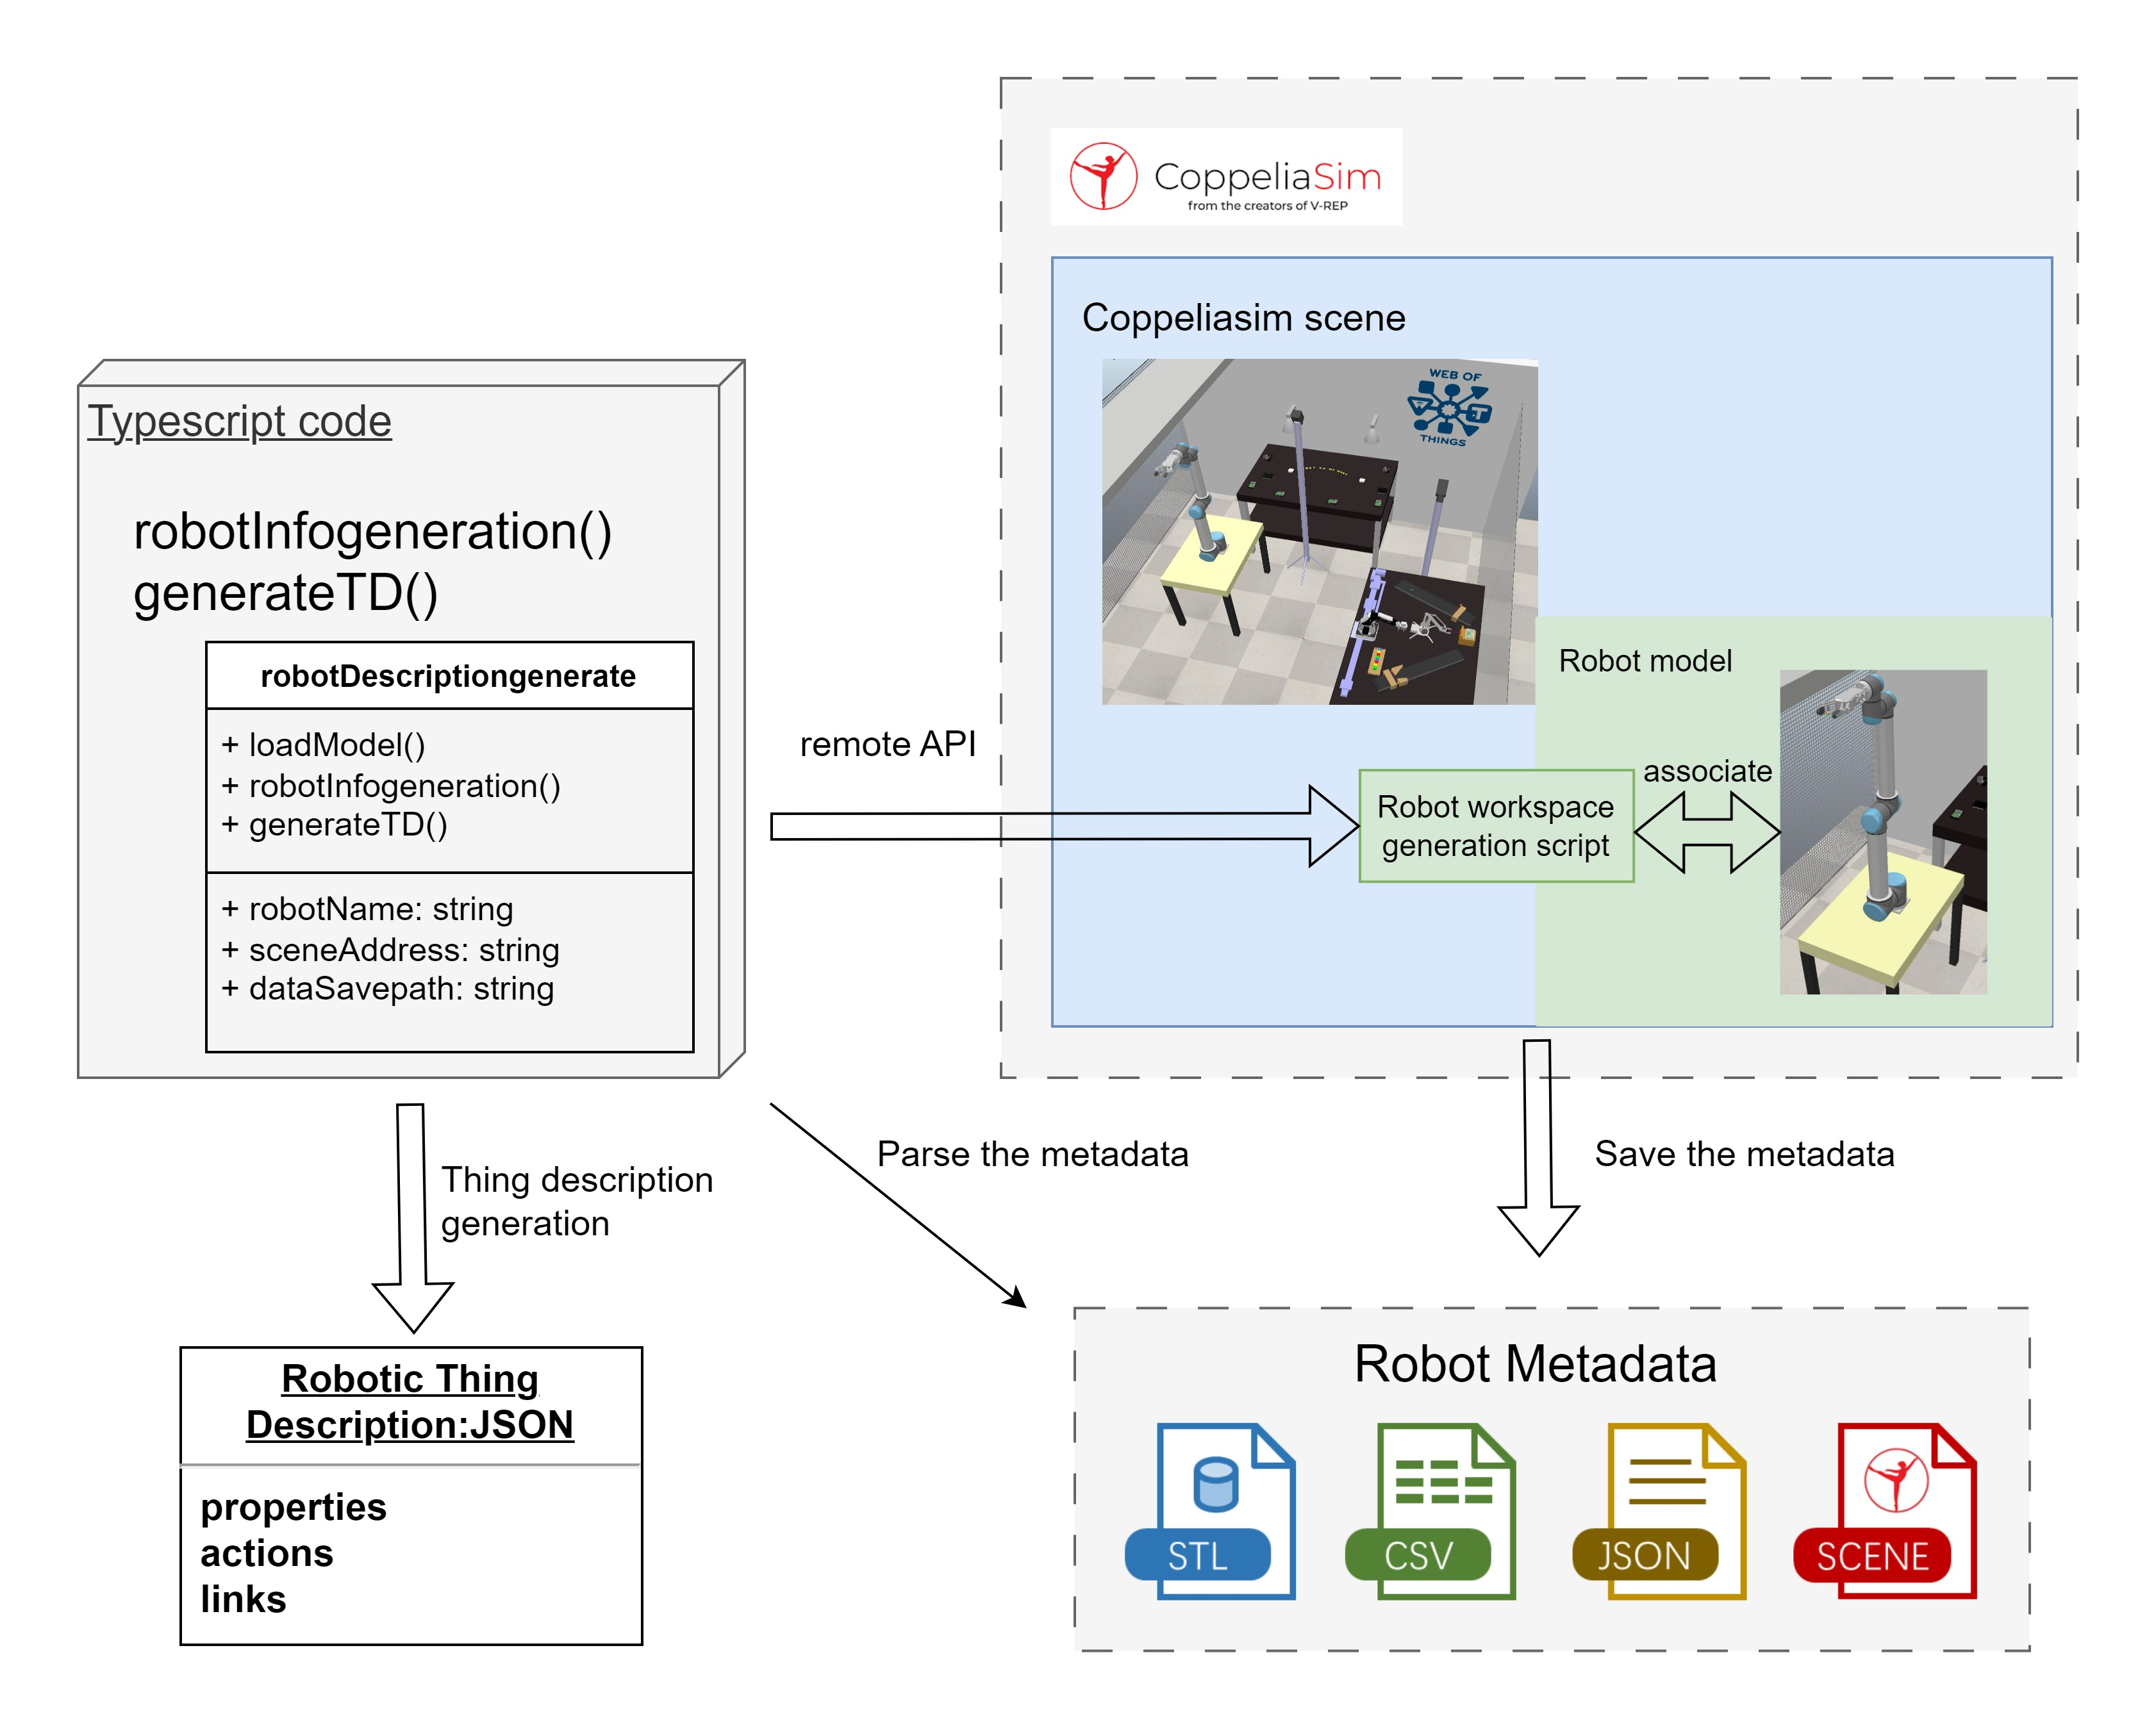 CoppeliaSim
from the creators of V-REP
Coppeliasim scene
WEB OF
W T
THINGS
Typescript code
robotInfogeneration()
generateTD()
robotDescriptiongenerate
+ loadModel()
+ robotInfogeneration()
+ generateTD()
+ robotName: string
+ sceneAddress: string
+ dataSavepath: string
remote API
Robot model
Robot workspace
generation script
associate
Thing description
generation
Parse the metadata
Save the metadata
Robotic Thing
Description:JSON
properties
actions
links
Robot Metadata
STL
CSV
JSON
SCENE